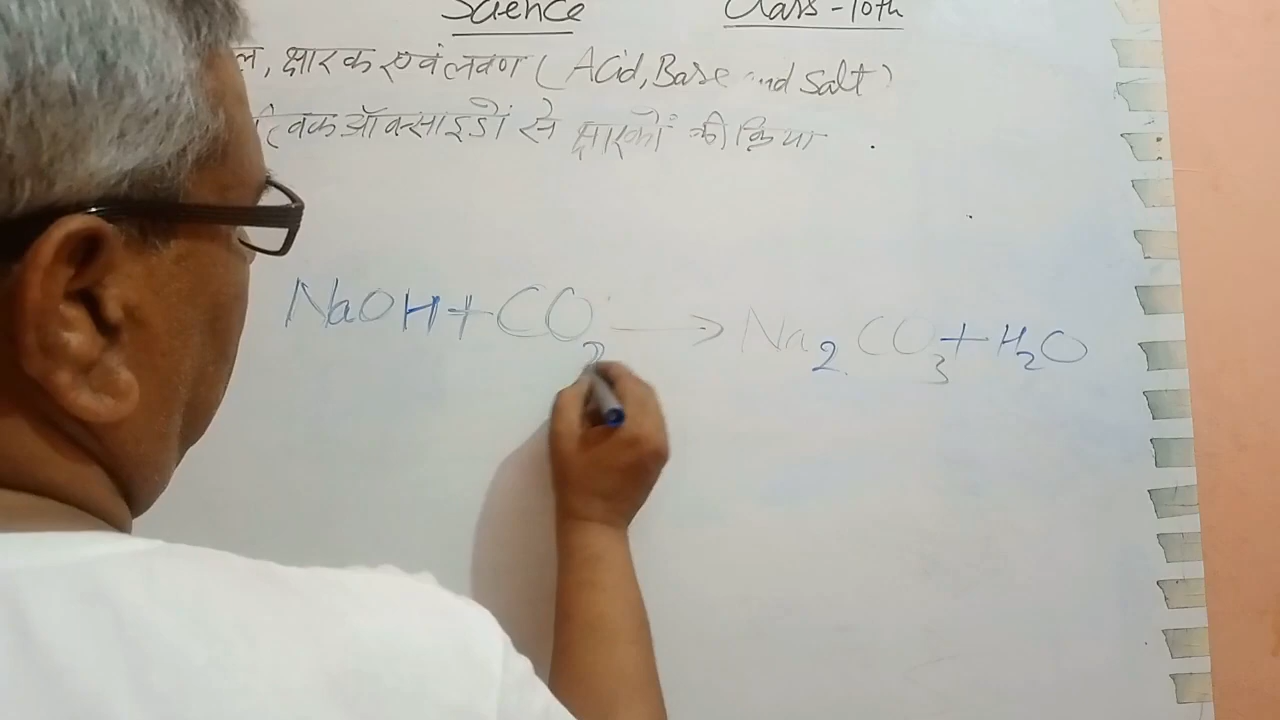 Science Class-10th
ल, क्षारक एवं लवण (Acid, Base and Salt)
त्विक ऑक्साइडों से क्षारकों की क्रिया .
NaOH + CO2 → Na2CO3 + H2O